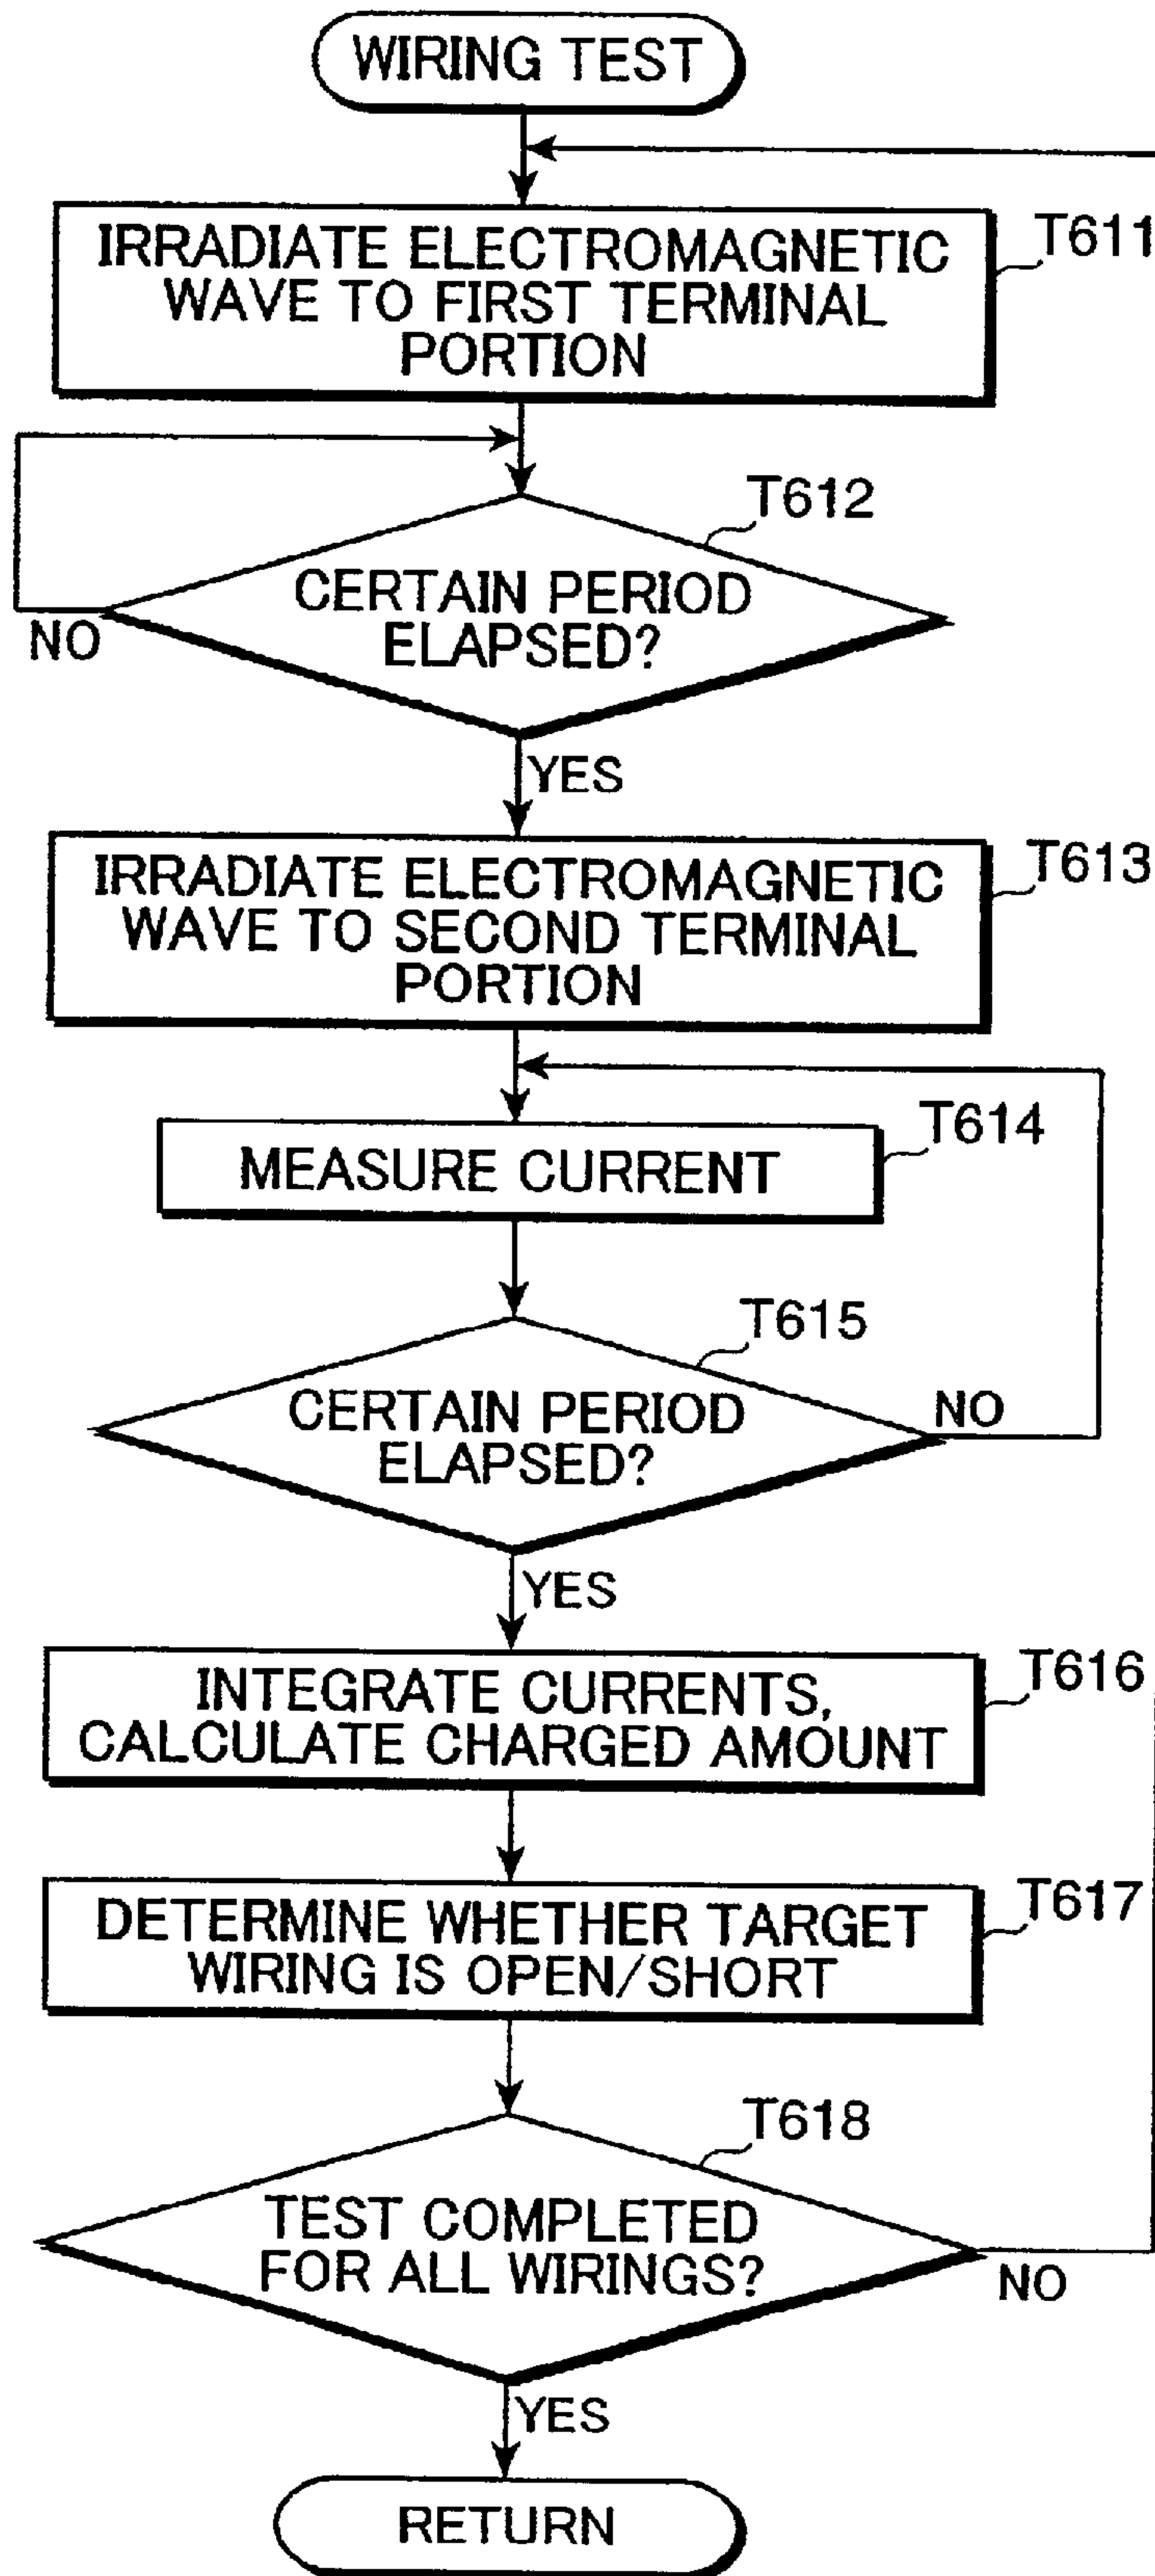 WIRING TEST
IRRADIATE ELECTROMAGNETIC
WAVE TO FIRST TERMINAL
PORTION
T611
T612
CERTAIN PERIOD
ELAPSED?
NO
YES
IRRADIATE ELECTROMAGNETIC
WAVE TO SECOND TERMINAL
PORTION
T613
MEASURE CURRENT
T614
T615
CERTAIN PERIOD
ELAPSED?
NO
YES
INTEGRATE CURRENTS,
CALCULATE CHARGED AMOUNT
T616
DETERMINE WHETHER TARGET
WIRING IS OPEN/SHORT
T617
T618
TEST COMPLETED
FOR ALL WIRINGS?
NO
YES
RETURN